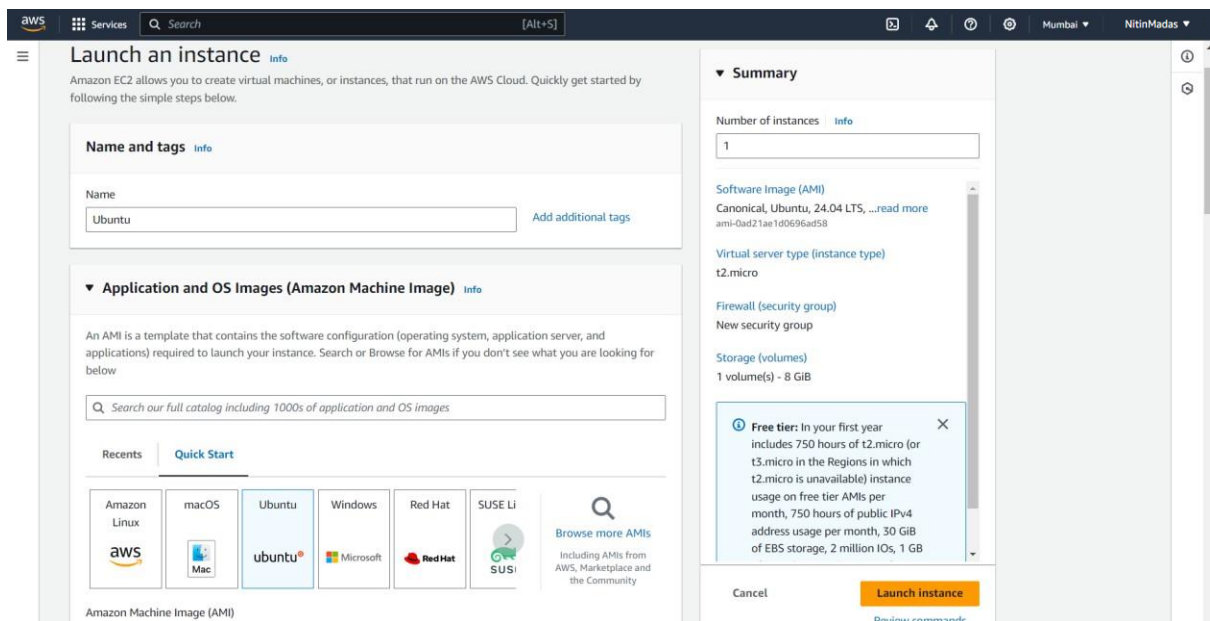 aws
Services
Search
[Alt+S]
Mumbai ▼
NitinMadas ▼
Launch an instance Info
Amazon EC2 allows you to create virtual machines, or instances, that run on the AWS Cloud. Quickly get started by
following the simple steps below.
Name and tags Info
Name
Ubuntu
Add additional tags
▼ Application and OS Images (Amazon Machine Image) Info
An AMI is a template that contains the software configuration (operating system, application server, and
applications) required to launch your instance. Search or Browse for AMIs if you don't see what you are looking for
below
Search our full catalog including 1000s of application and OS images
Recents
Quick Start
Amazon
Linux
aws
macOS
Mac
Ubuntu
ubuntu®
Windows
Microsoft
Red Hat
Red Hat
SUSE Li
SUS
Browse more AMIs
Including AMIs from
AWS, Marketplace and
the Community
Amazon Machine Image (AMI)
▼ Summary
Number of instances Info
1
Software Image (AMI)
Canonical, Ubuntu, 24.04 LTS, ...read more
ami-0ad21ae1d0696ad58
Virtual server type (instance type)
t2.micro
Firewall (security group)
New security group
Storage (volumes)
1 volume(s) - 8 GiB
Free tier: In your first year
includes 750 hours of t2.micro (or
t3.micro in the Regions in which
t2.micro is unavailable) instance
usage on free tier AMIs per
month, 750 hours of public IPv4
address usage per month, 30 GiB
of EBS storage, 2 million IOs, 1 GB
Cancel
Launch instance
Review commands